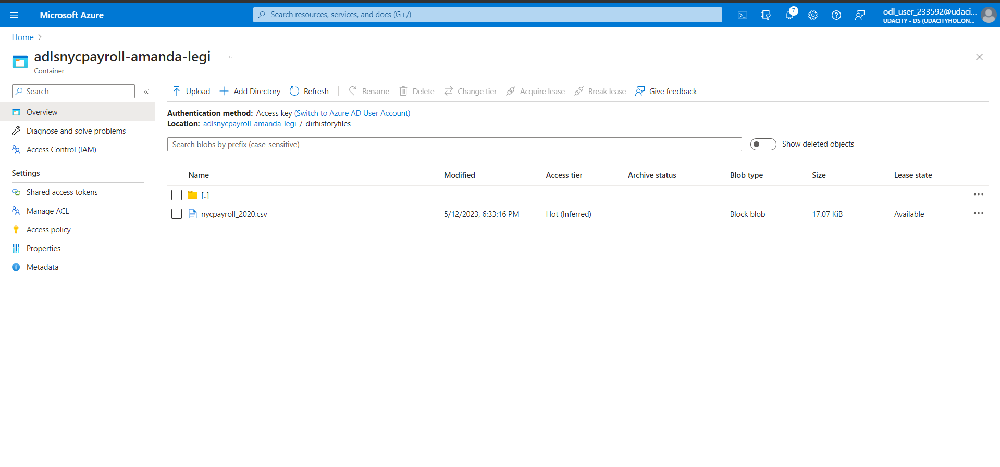 Microsoft Azure
Search resources, services, and docs (G+/)
7
odl_user_233592@udaci...
UDACITY - DS (UDACITYHOL.ON...
Home
adlsnycpayroll-amanda-legi ...
Container
Search «
Upload Add Directory Refresh Rename Delete Change tier Acquire lease Break lease Give feedback
Overview
Diagnose and solve problems
Access Control (IAM)
Settings
Shared access tokens
Manage ACL
Access policy
Properties
Metadata
Authentication method: Access key (Switch to Azure AD User Account)
Location: adlsnycpayroll-amanda-legi / dirhistoryfiles
Search blobs by prefix (case-sensitive)
Show deleted objects
Name Modified Access tier Archive status Blob type Size Lease state
[..]
nycpayroll_2020.csv 5/12/2023, 6:33:16 PM Hot (Inferred) Block blob 17.07 KiB Available